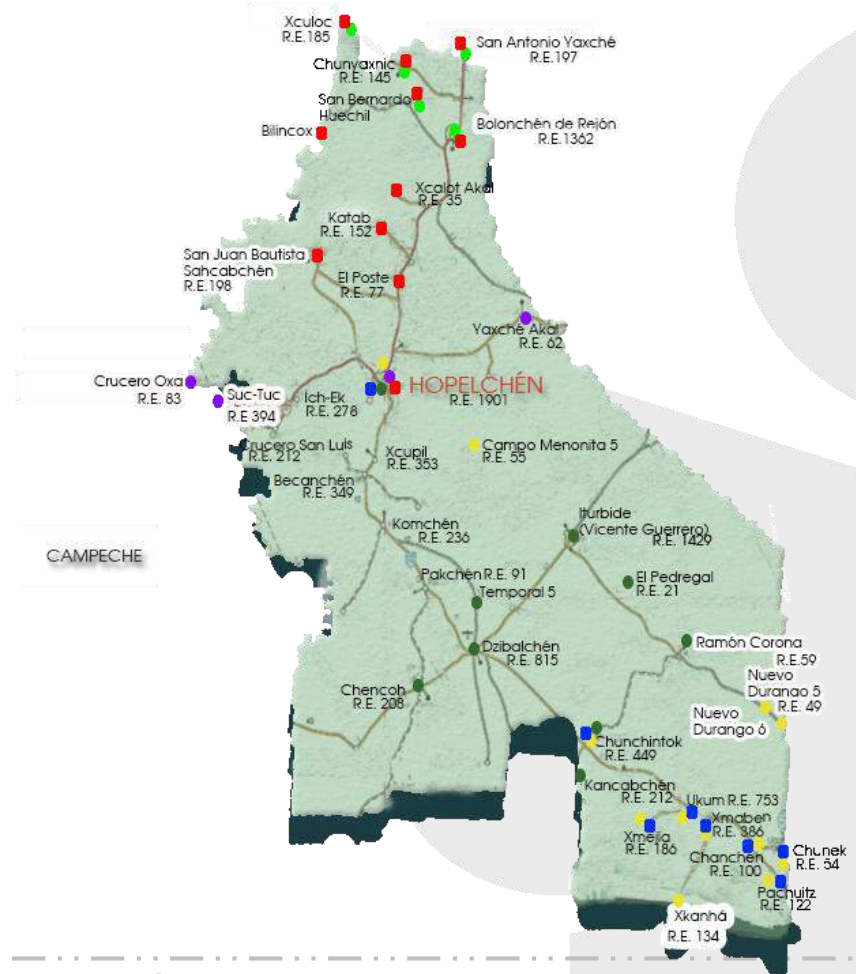 Xculoc
R.E.185
San Antonio Yaxché
R.E.197
Chunyaxnic
R.E. 145
San Bernardo
Huechil
Bilincox
Bolonchén de Rejón
R.E.1362
Xcalot Akal
R.E. 35
Katab
R.E. 152
San Juan Bautista
Sahcabchén
R.E.198
El Poste
R.E. 77
Yaxché Akal
R.E. 62
Crucero Oxa
R.E. 83
Suc-Tuc
R.E 394
Ich-Ek
R.E. 278
HOPELCHÉN
R.E. 1901
Crucero San Luis
R.E. 212
Xcupil
R.E. 353
Campo Menonita 5
R.E. 55
Becanchén
R.E. 349
Komchén
R.E. 236
Iturbide
(Vicente Guerrero)
R.E. 1429
CAMPECHE
Pakchén R.E. 91
Temporal 5
El Pedregal
R.E. 21
Dzibalchén
R.E. 815
Ramón Corona
R.E.59
Chencoh
R.E. 208
Nuevo
Durango 5
R.E. 49
Nuevo
Durango 6
Chunchintok
R.E. 449
Kancabchén
R.E. 212
Ukum R.E. 753
Xmaben
R.E. 386
Xmejia
R.E. 186
Chanchen
R.E. 100
Chunek
R.E. 54
Pachuitz
R.E. 122
Xkanhá
R.E. 134